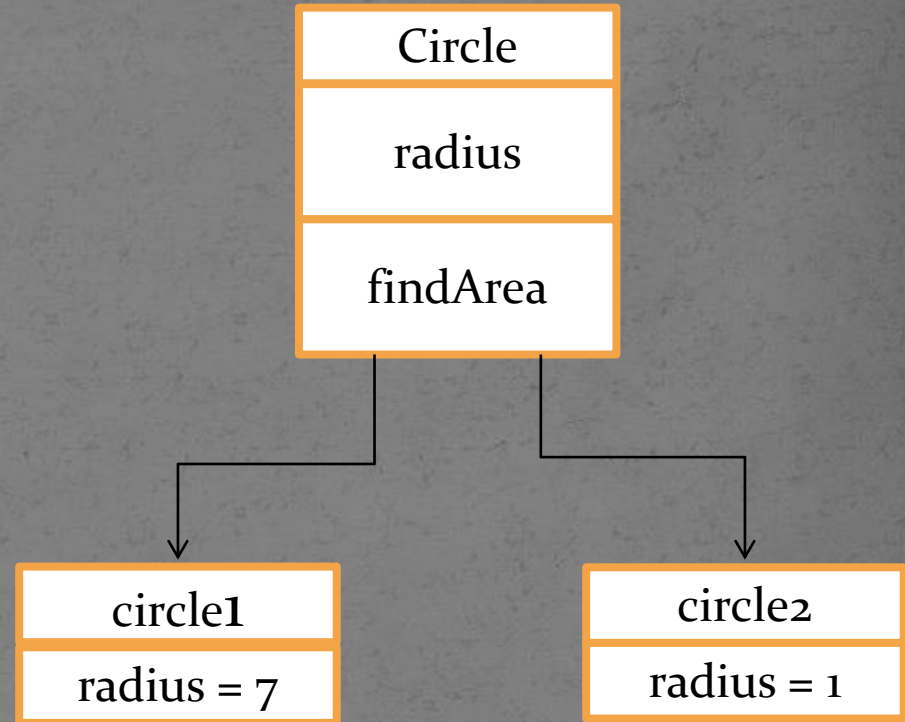 Circle
radius
findArea
circle1
radius = 7
circle2
radius = 1